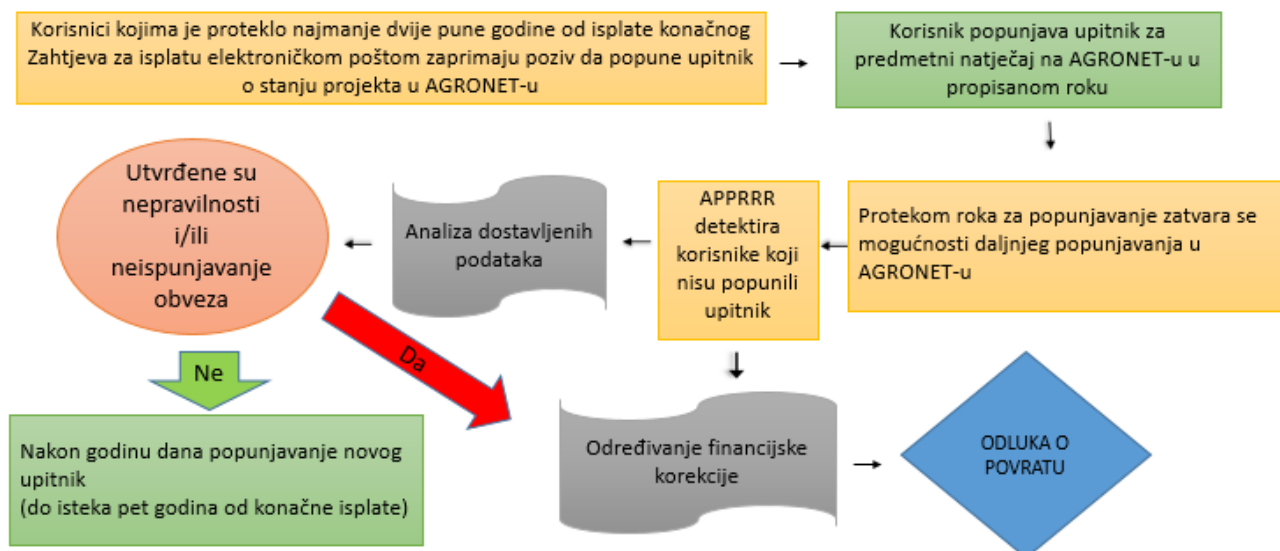 Korisnici kojima je proteklo najmanje dvije pune godine od isplate konačnog
Zahtjeva za isplatu elektroničkom poštom zaprimaju poziv da popune upitnik
o stanju projekta u AGRONET-u
Korisnik popunjava upitnik za
predmetni natječaj na AGRONET-u u
propisanom roku
Protekom roka za popunjavanje zatvara se
mogućnosti daljnjeg popunjavanja u
AGRONET-u
APPRRR
detektira
korisnike koji
nisu popunili
upitnik
Analiza dostavljenih
podataka
Utvrđene su
nepravilnosti
i/ili
neispunjavanje
obveza
Ne
Da
Nakon godinu dana popunjavanje novog
upitnik
(do isteka pet godina od konačne isplate)
Određivanje financijske
korekcije
ODLUKA O
POVRATU